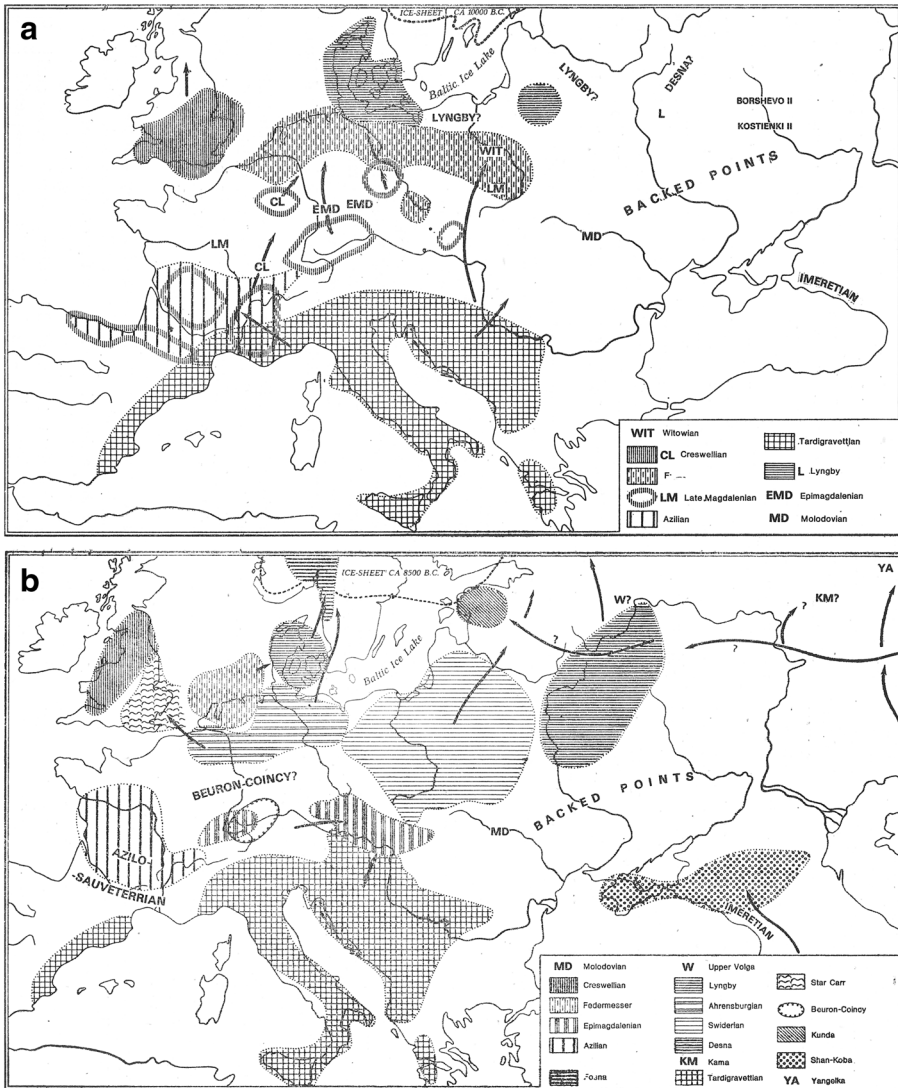 a
ICE-SHEET CA 10000 B.C.
Baltic Ice Lake
LYNGBY?
LYNGBY?
DESNA?
L
BORSHEVO II
KOSTIENKI II
WIT
LM
BACKED POINTS
CL
EMD
EMD
LM
CL
MD
IMERETIAN
WIT Witowian
CL Creswellian
LM Late Magdalenian
Azilian
Tardigravettian
L Lyngby
EMD Epimagdalenian
MD Molodovian
b
ICE-SHEET CA 8500 B.C.
Baltic Ice Lake
W?
?
KM?
YA
?
?
BEURON-COINCY?
BACKED POINTS
MD
AZILO-
-SAUVETERRIAN
IMERETIAN
MD Molodovian
Creswellian
Federmesser
Epimagdalenian
Azilian
W Upper Volga
Lyngby
Ahrensburgian
Swiderian
Desna
KM Kama
Tardigravettian
Star Carr
Beuron-Coincy
Kunda
Shan-Koba
YA Yangelka